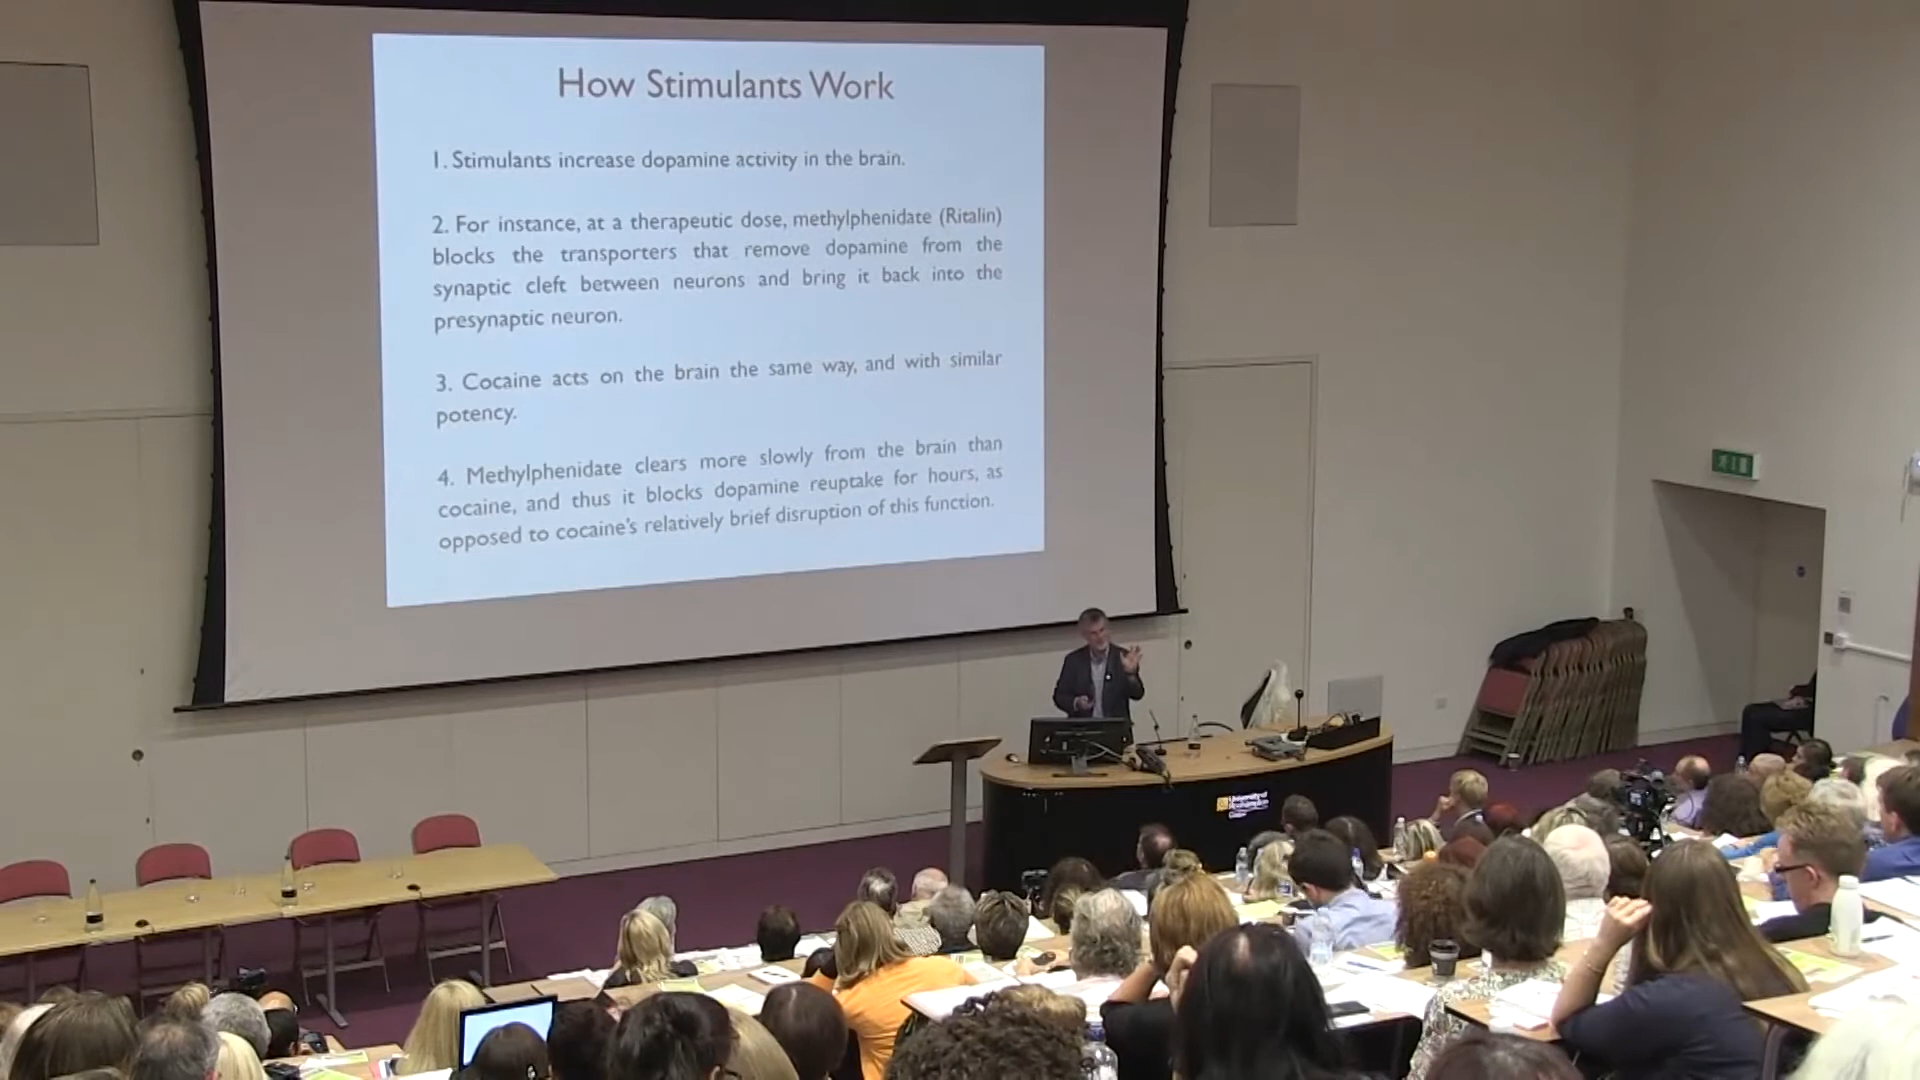 How Stimulants Work
1. Stimulants increase dopamine activity in the brain.
2. For instance, at a therapeutic dose, methylphenidate (Ritalin)
blocks the transporters that remove dopamine from the
synaptic cleft between neurons and bring it back into the
presynaptic neuron.
3. Cocaine acts on the brain the same way, and with similar
potency.
4. Methylphenidate clears more slowly from the brain than
cocaine, and thus it blocks dopamine reuptake for hours, as
opposed to cocaine's relatively brief disruption of this function.
University of